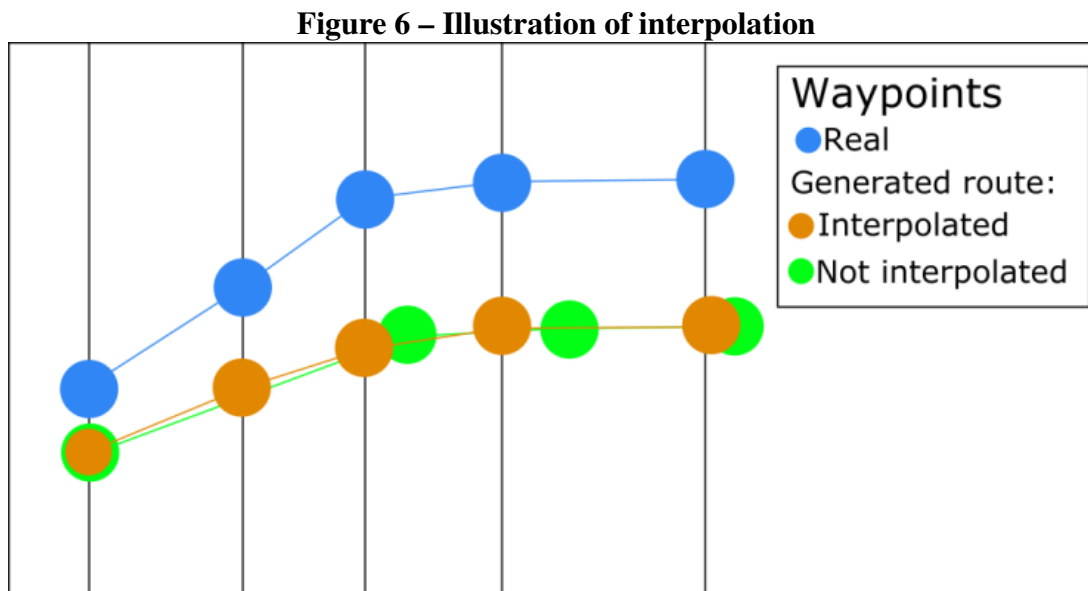 Figure 6 – Illustration of interpolation
Waypoints
Real
Generated route:
Interpolated
Not interpolated